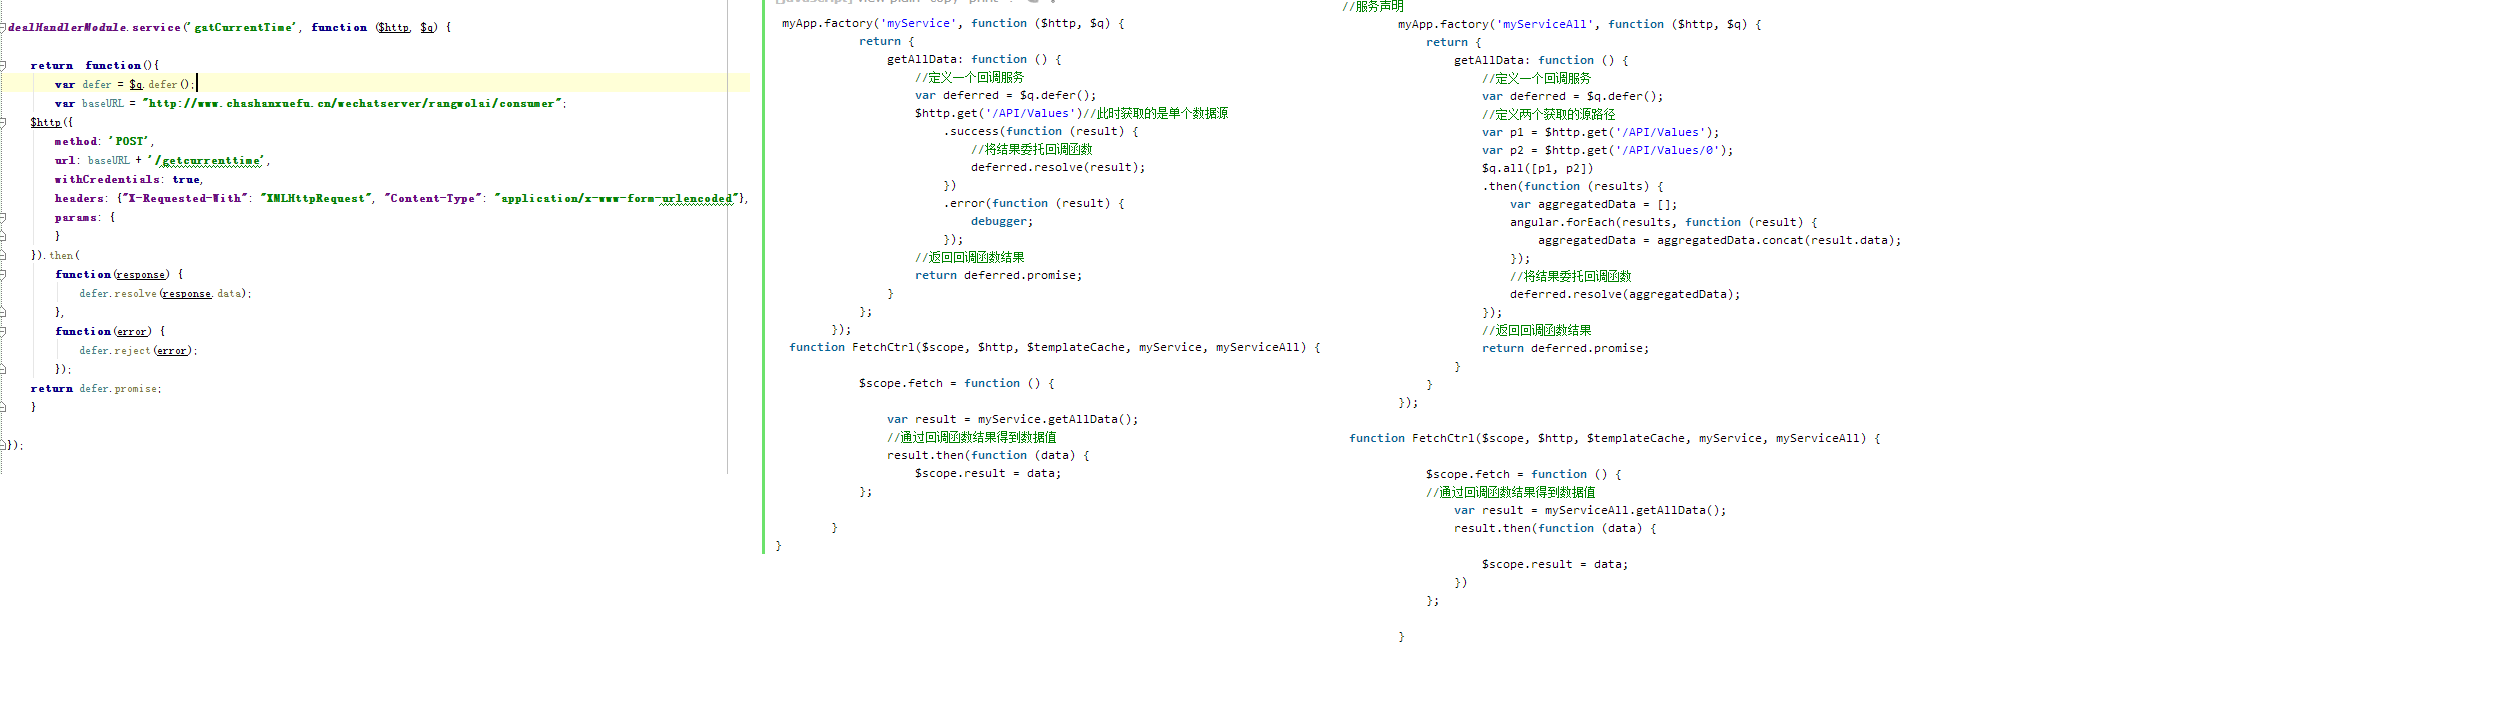 dealHandlerModule.service('gatCurrentTime', function ($http, $q) {
return function(){
var defer = $q.defer();
var baseURL = "http://www.chashanxuefu.cn/wechatserver/rangwolai/consumer";
$http({
method: 'POST',
url: baseURL + '/getcurrenttime',
withCredentials: true,
headers: {"X-Requested-With": "XMLHttpRequest", "Content-Type": "application/x-www-form-urlencoded"},
params: {
}
}).then(
function(response) {
defer.resolve(response.data);
},
function(error) {
defer.reject(error);
});
return defer.promise;
}
});
myApp.factory('myService', function ($http, $q) {
return {
getAllData: function () {
//定义一个回调服务
var deferred = $q.defer();
$http.get('/API/Values')//此时获取的是单个数据源
.success(function (result) {
//将结果委托回调函数
deferred.resolve(result);
})
.error(function (result) {
debugger;
});
//返回回调函数结果
return deferred.promise;
}
};
});
function FetchCtrl($scope, $http, $templateCache, myService, myServiceAll) {
$scope.fetch = function () {
var result = myService.getAllData();
//通过回调函数结果得到数据值
result.then(function (data) {
$scope.result = data;
};
}
}
//服务声明
myApp.factory('myServiceAll', function ($http, $q) {
return {
getAllData: function () {
//定义一个回调服务
var deferred = $q.defer();
//定义两个获取的源路径
var p1 = $http.get('/API/Values');
var p2 = $http.get('/API/Values/0');
$q.all([p1, p2])
.then(function (results) {
var aggregatedData = [];
angular.forEach(results, function (result) {
aggregatedData = aggregatedData.concat(result.data);
});
//将结果委托回调函数
deferred.resolve(aggregatedData);
});
//返回回调函数结果
return deferred.promise;
}
}
});
function FetchCtrl($scope, $http, $templateCache, myService, myServiceAll) {
$scope.fetch = function () {
//通过回调函数结果得到数据值
var result = myServiceAll.getAllData();
result.then(function (data) {
$scope.result = data;
})
};
}